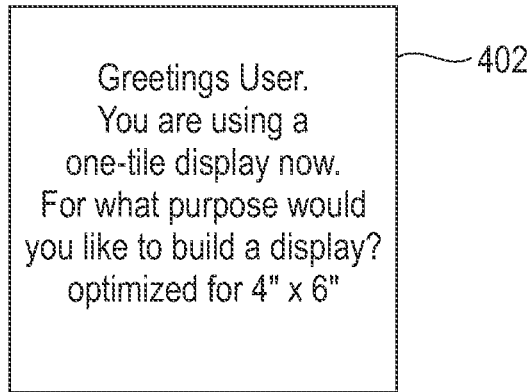 Greetings User.
You are using a
one-tile display now.
For what purpose would
you like to build a display?
optimized for 4" x 6"
402